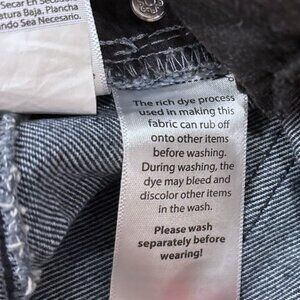 Secar En Secado
atura Baja. Plancha
ndo Sea Necesario.
The rich dye process
used in making this
fabric can rub off
onto other items
before washing.
During washing, the
dye may bleed and
discolor other items
in the wash.
Please wash
separately before
wearing!